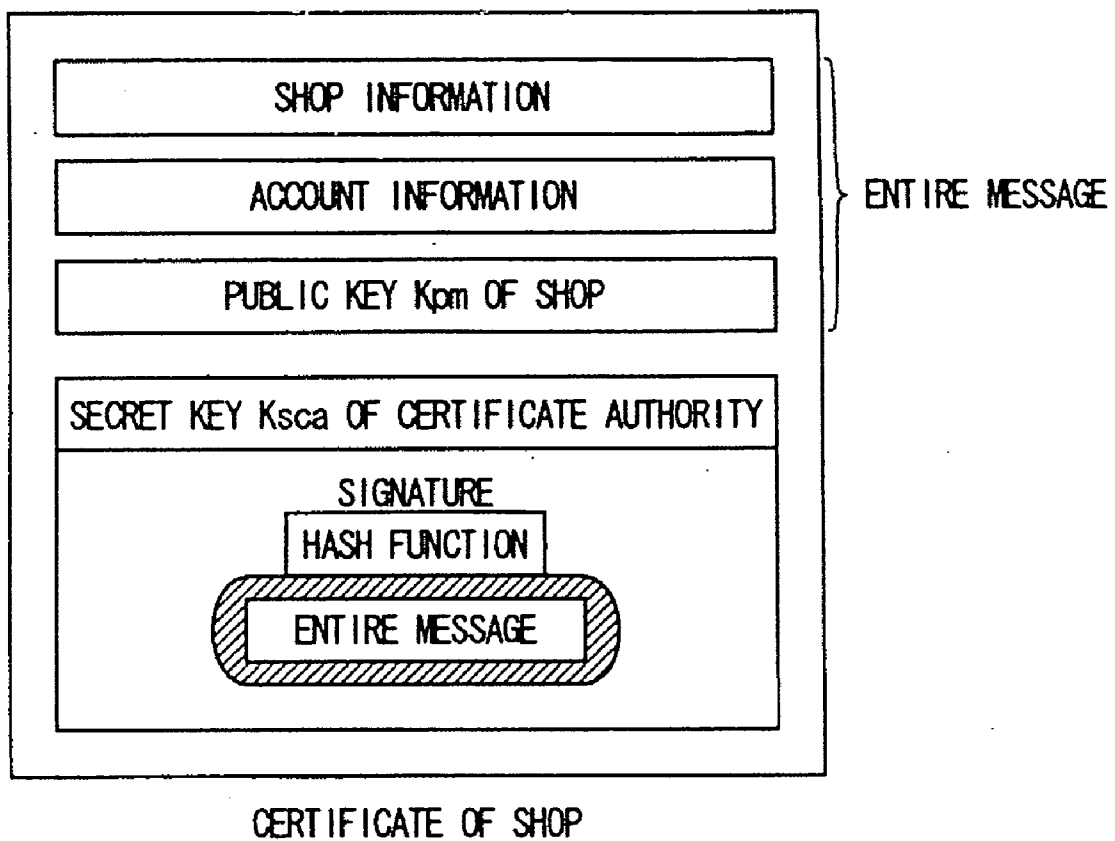 SHOP INFORMATION
ACCOUNT INFORMATION
ENTIRE MESSAGE
PUBLIC KEY Kpm OF SHOP
SECRET KEY Ksca OF CERTIFICATE AUTHORITY
SIGNATURE
HASH FUNCTION
ENTIRE MESSAGE
CERTIFICATE OF SHOP